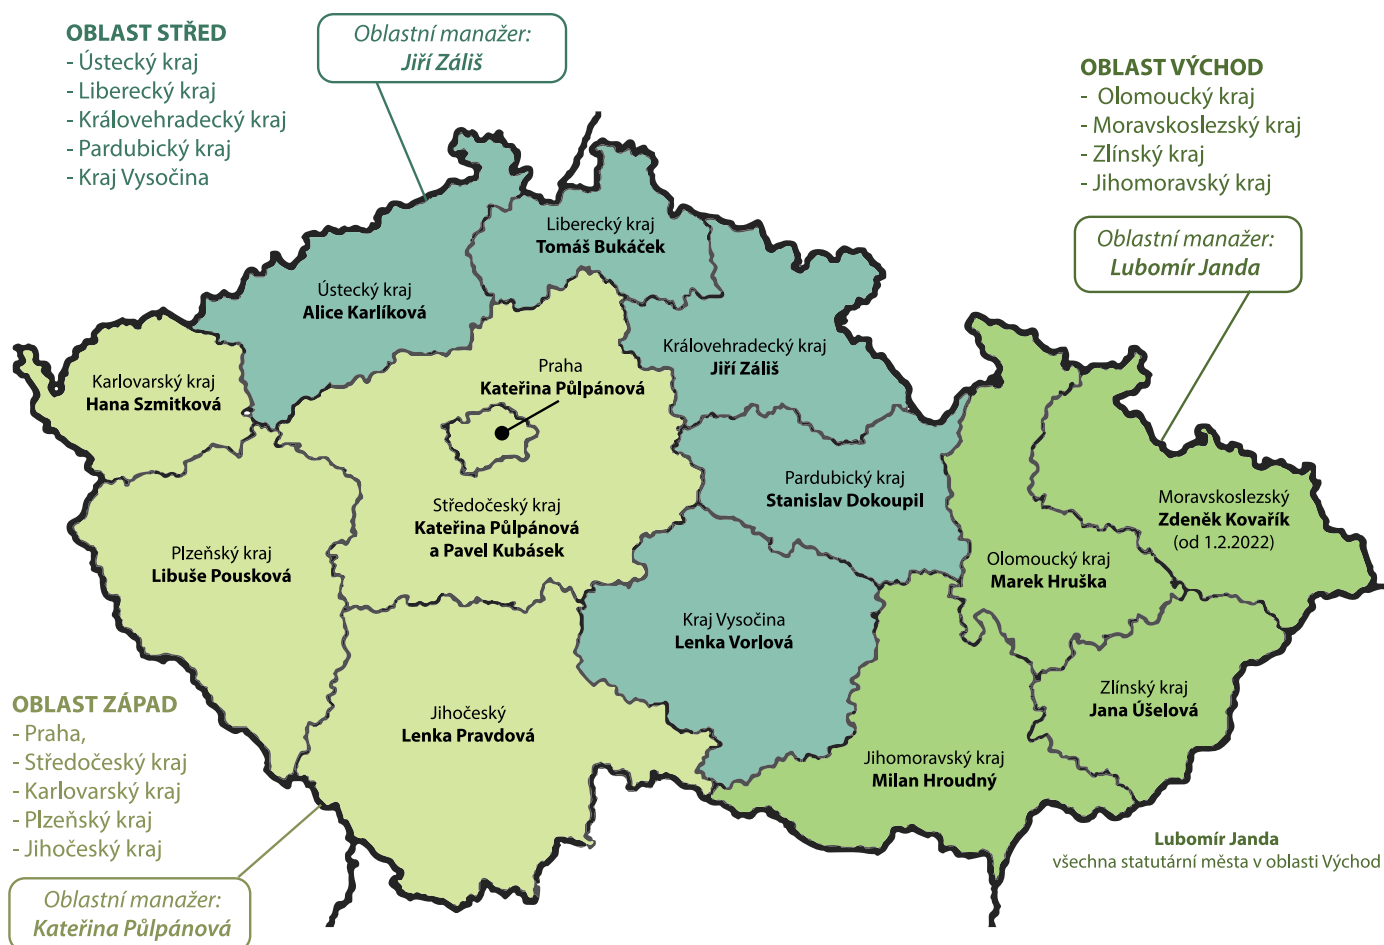 OBLAST STŘED
- Ústecký kraj
- Liberecký kraj
- Královehradecký kraj
- Pardubický kraj
- Kraj Vysočina
Oblastní manažer:
Jiří Záliš
OBLAST VÝCHOD
- Olomoucký kraj
- Moravskoslezský kraj
- Zlínský kraj
- Jihomoravský kraj
Oblastní manažer:
Lubomír Janda
Liberecký kraj
Tomáš Bukáček
Ústecký kraj
Alice Karlíková
Královehradecký kraj
Jiří Záliš
Karlovarský kraj
Hana Szmitková
Praha
Kateřina Půlpánová
Pardubický kraj
Stanislav Dokoupil
Středočeský kraj
Kateřina Půlpánová
a Pavel Kubásek
Moravskoslezský
Zdeněk Kovařík
(od 1.2.2022)
Plzeňský kraj
Libuše Pousková
Olomoucký kraj
Marek Hruška
Kraj Vysočina
Lenka Vorlová
Zlínský kraj
Jana Úšelová
Jihočeský
Lenka Pravdová
Jihomoravský kraj
Milan Hroudný
OBLAST ZÁPAD
- Praha,
- Středočeský kraj
- Karlovarský kraj
- Plzeňský kraj
- Jihočeský kraj
Oblastní manažer:
Kateřina Půlpánová
Lubomír Janda
všechna statutární města v oblasti Východ